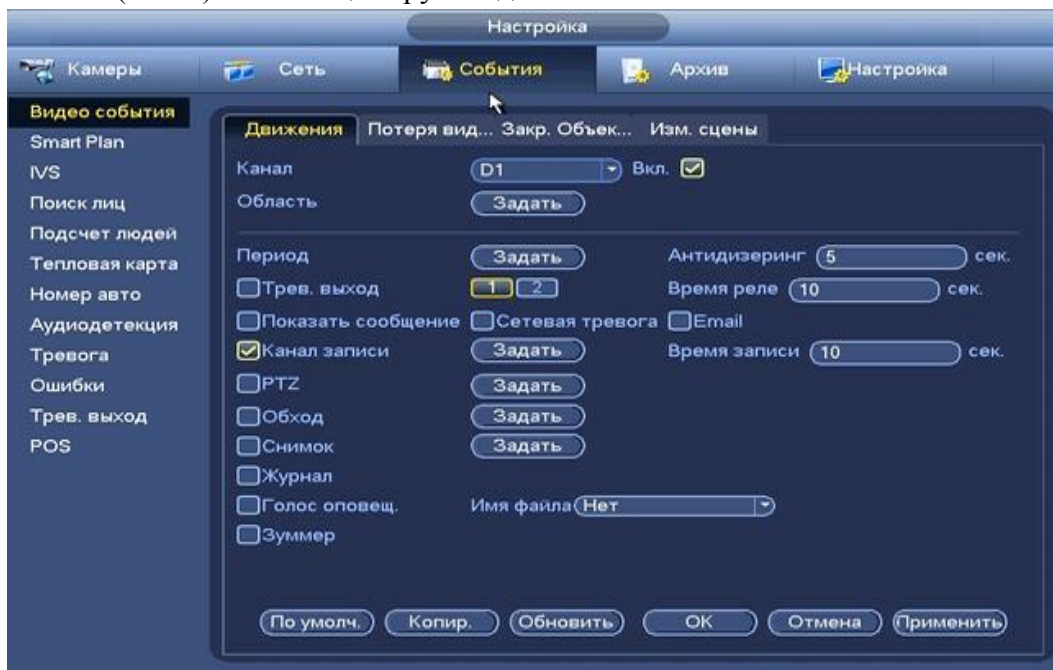 Настройка
Камеры Сеть События Архив Настройка
Видео события
Smart Plan
IVS
Поиск лиц
Подсчет людей
Тепловая карта
Номер авто
Аудиодетекция
Тревога
Ошибки
Трев. выход
POS
Движения Потеря вид... Закр. Объек... Изм. сцены
Канал D1 Вкл.
Область Задать
Период Задать Антидизеринг 5 сек.
Трев. выход 1 2 Время реле 10 сек.
Показать сообщение Сетевая тревога Email
Канал записи Задать Время записи 10 сек.
PTZ Задать
Обход Задать
Снимок Задать
Журнал
Голос оповещ. Имя файла Нет
Зуммер
По умолч. Копир. Обновить OK Отмена Применить